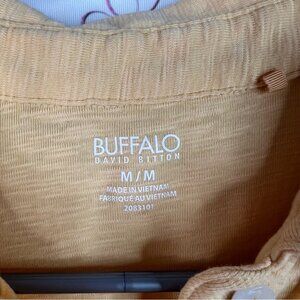 BUFFALO
DAVID BITTON
M/M
MADE IN VIETNAM
FABRIQUÉ AU VIETNAM
2083101